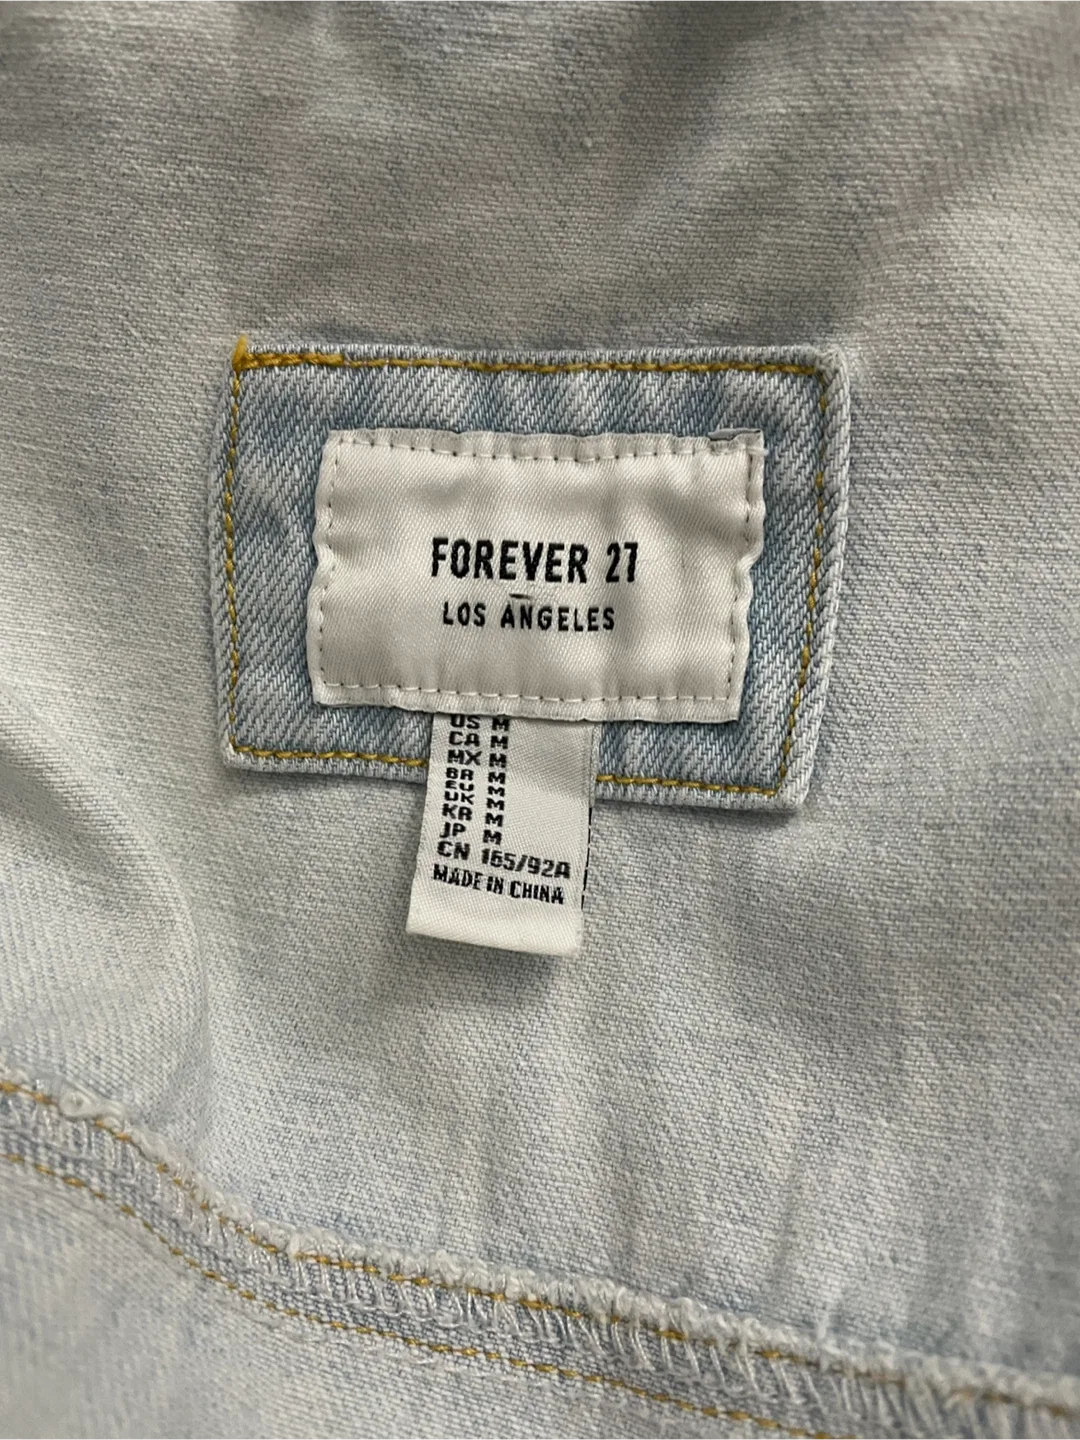 FOREVER 21
LOS ANGELES
US M
CA M
MX M
BR M
EU M
UK M
KR M
JP M
CN 165/92A
MADE IN CHINA